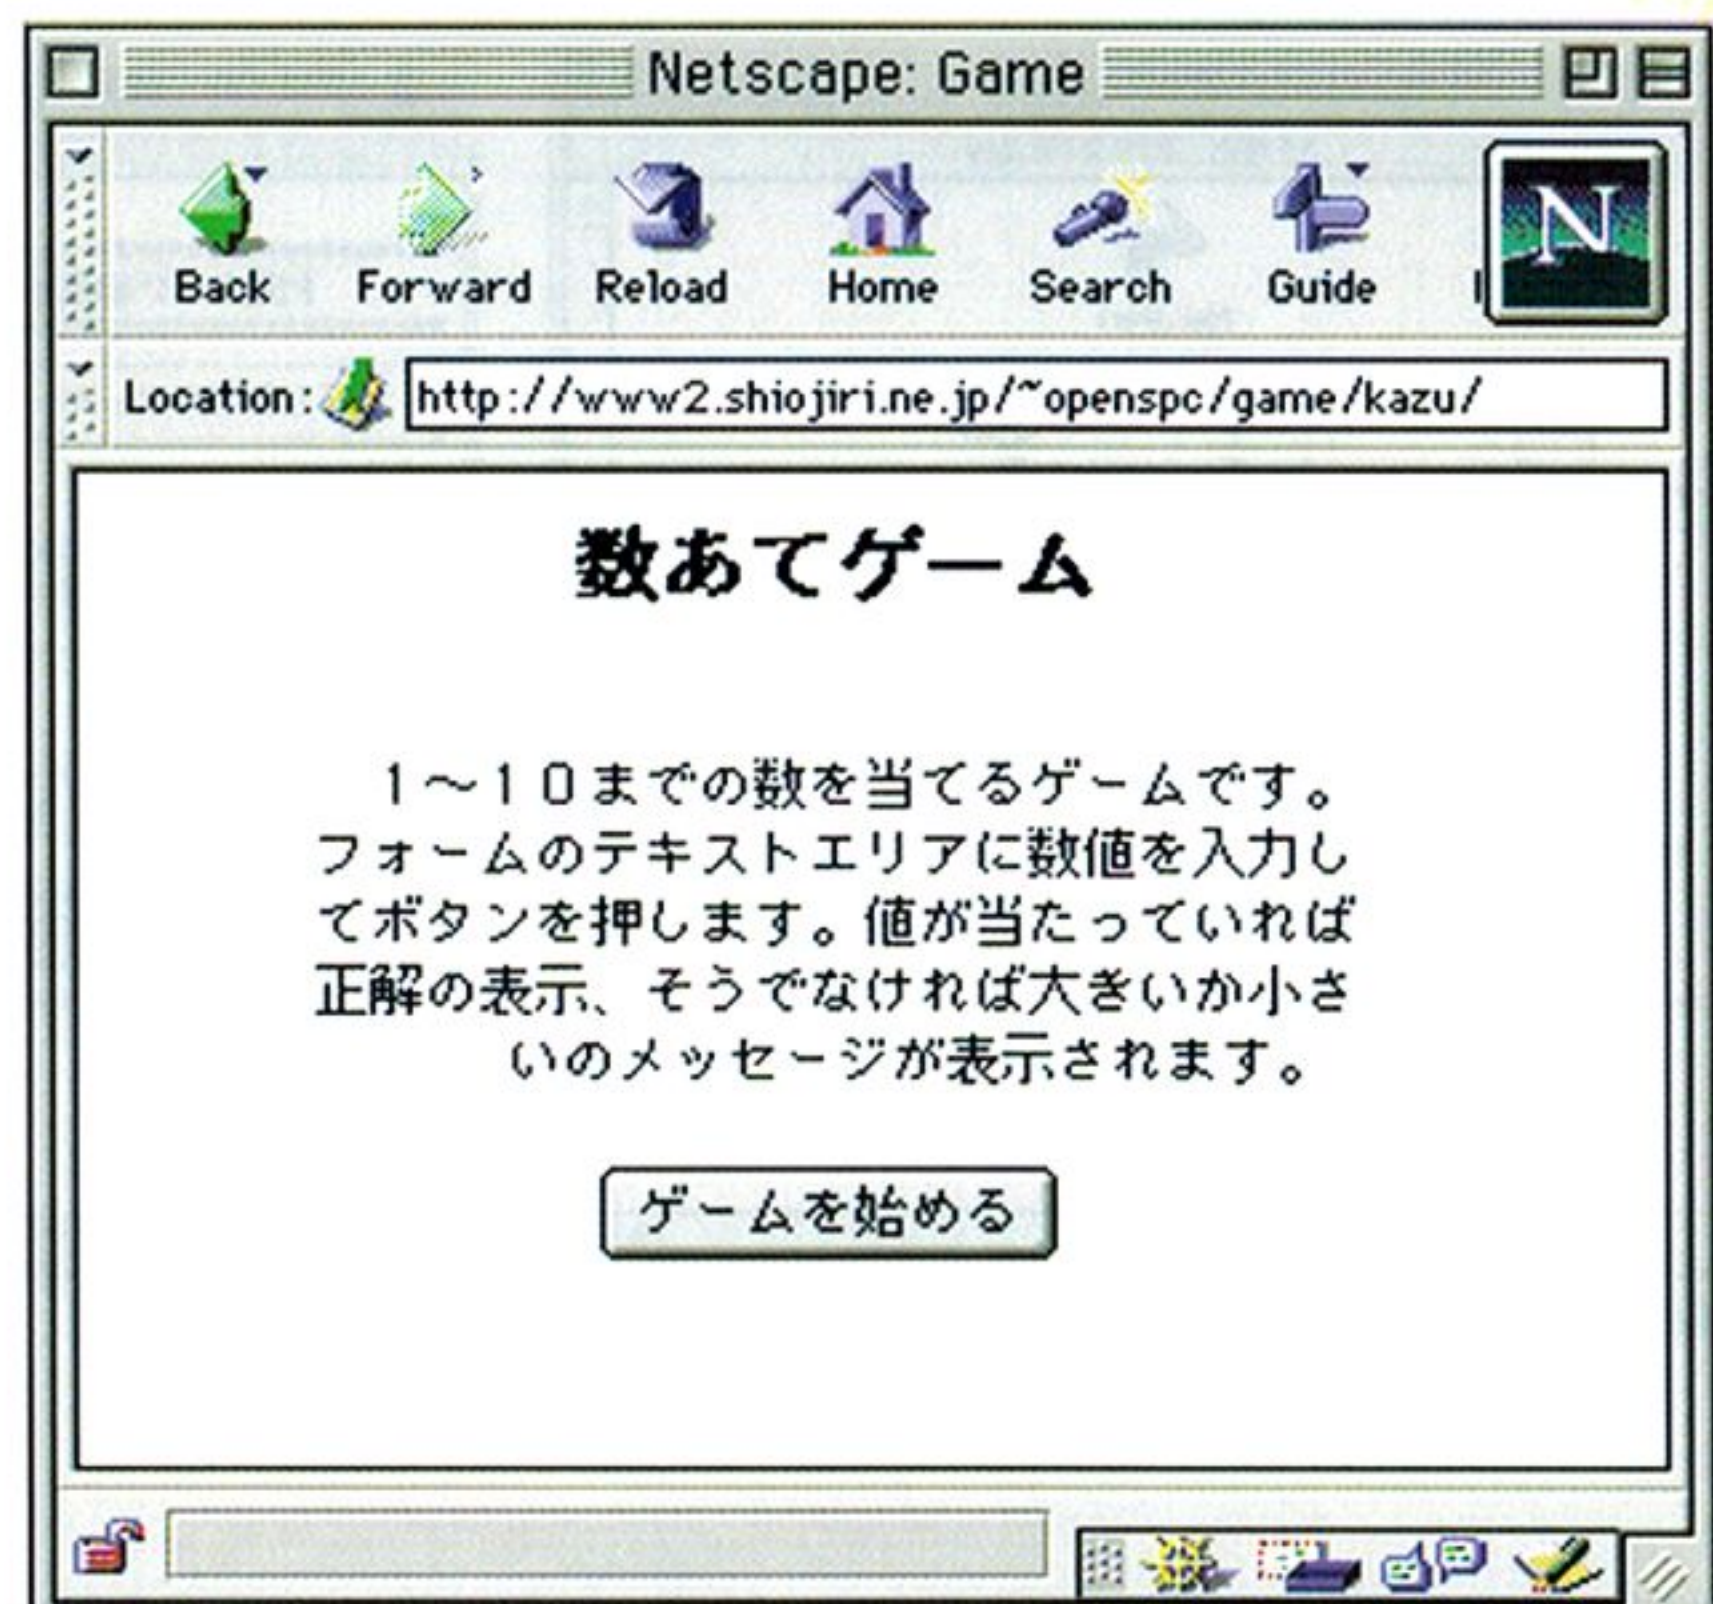 Netscape: Game
Back Forward Reload Home Search Guide
Location: http://www2.shiojiri.ne.jp/~openspc/game/kazu/
数あてゲーム
1～10までの数を当てるゲームです。
フォームのテキストエリアに数値を入力し
てボタンを押します。値が当たっていれば
正解の表示、そうでなければ大きいか小さ
いのメッセージが表示されます。
ゲームを始める